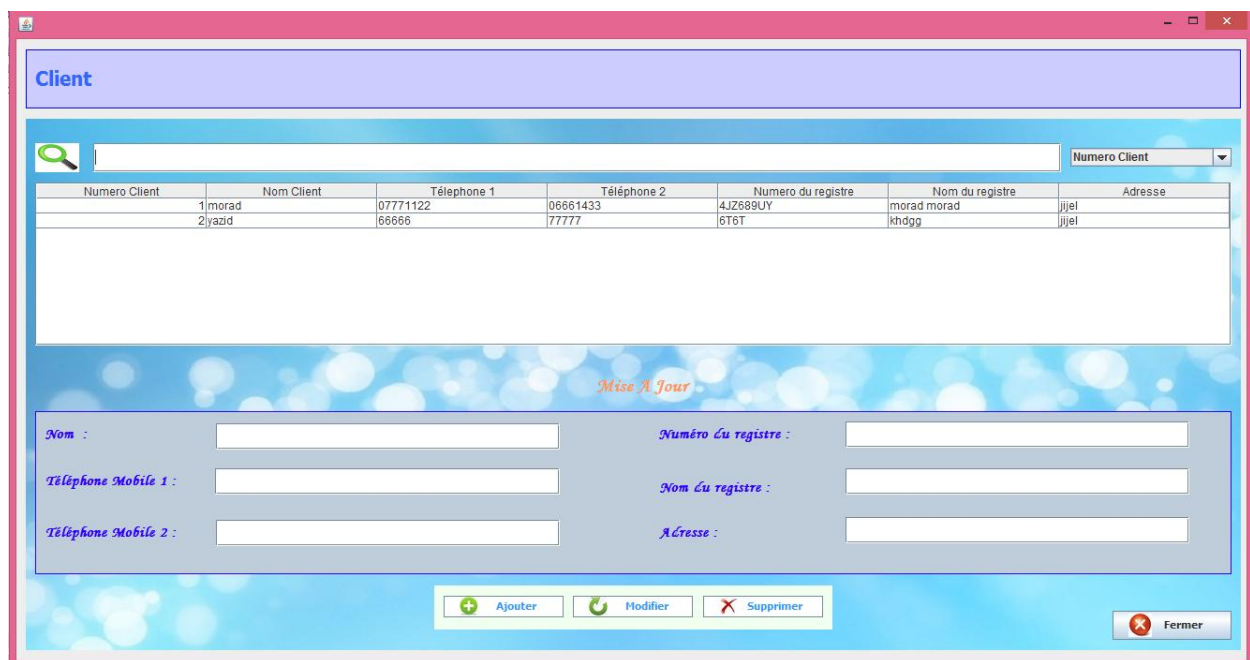 Client
Numero Client
Numero Client Nom Client Télephone 1 Téléphone 2 Numero du registre Nom du registre Adresse
1 morad 07771122 06661433 4JZ689UY morad morad jijel
2 yazid 66666 77777 6T6T khdgg jijel
Mise A Jour
Nom : Numéro du registre :
Téléphone Mobile 1 : Nom du registre :
Téléphone Mobile 2 : Adresse :
Ajouter Modifier Supprimer
Fermer